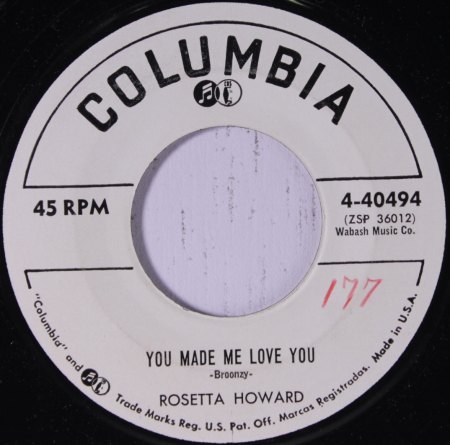 COLUMBIA
45 RPM
4-40494
(ZSP 36012)
Wabash Music Co.
177
YOU MADE ME LOVE YOU
-Broonzy-
ROSETTA HOWARD
"Columbia" and Trade Marks Reg. U.S. Pat. Off. Marcas Registradas. Made in U.S.A.